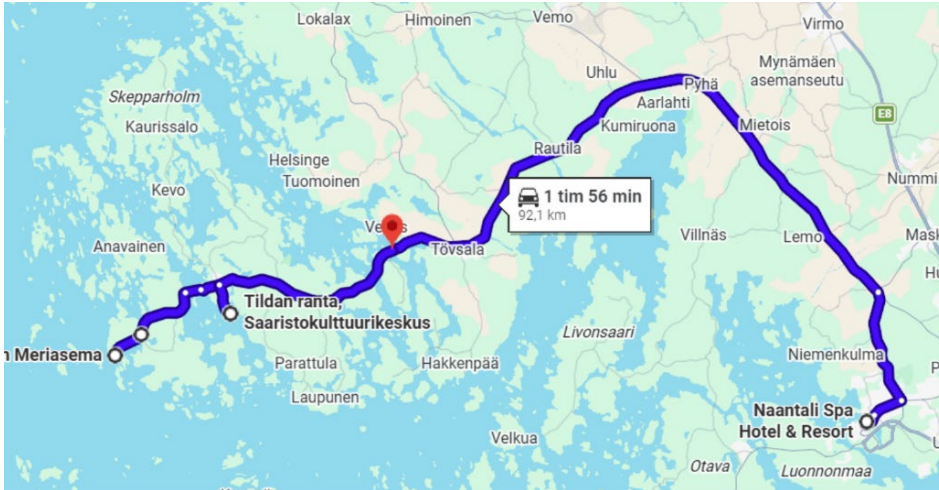 Lokalax
Himoinen
Vemo
Virmo
Uhlu
Pyhä
Mynämäen
asemanseutu
Skepparholm
Aarlahti
E8
Kaurissalo
Kumiruona
Mietois
Rautila
Helsinge
Tuomoinen
Nummi
Kevo
1 tim 56 min
92,1 km
Anavainen
Tövsala
Villnäs
Lemo
Mask
Tildan ranta,
Saaristokulttuurikeskus
Livonsaari
n Meriasema
Parattula
Hakkenpää
Niemenkulma
Laupunen
Naantali Spa
Hotel & Resort
Velkua
Otava
Luonnonmaa